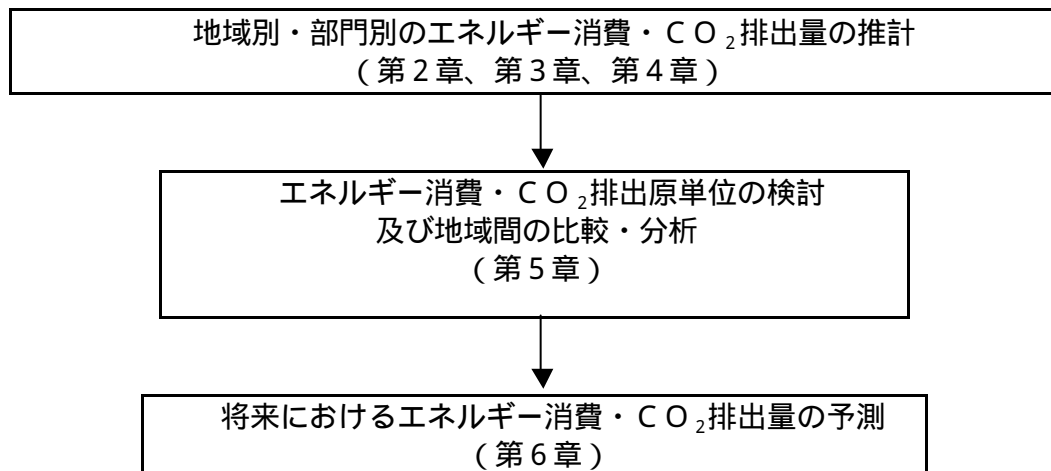 地域別・部門別のエネルギー消費・ＣＯ₂排出量の推計
（第２章、第３章、第４章）
エネルギー消費・ＣＯ₂排出原単位の検討
及び地域間の比較・分析
（第５章）
将来におけるエネルギー消費・ＣＯ₂排出量の予測
（第６章）